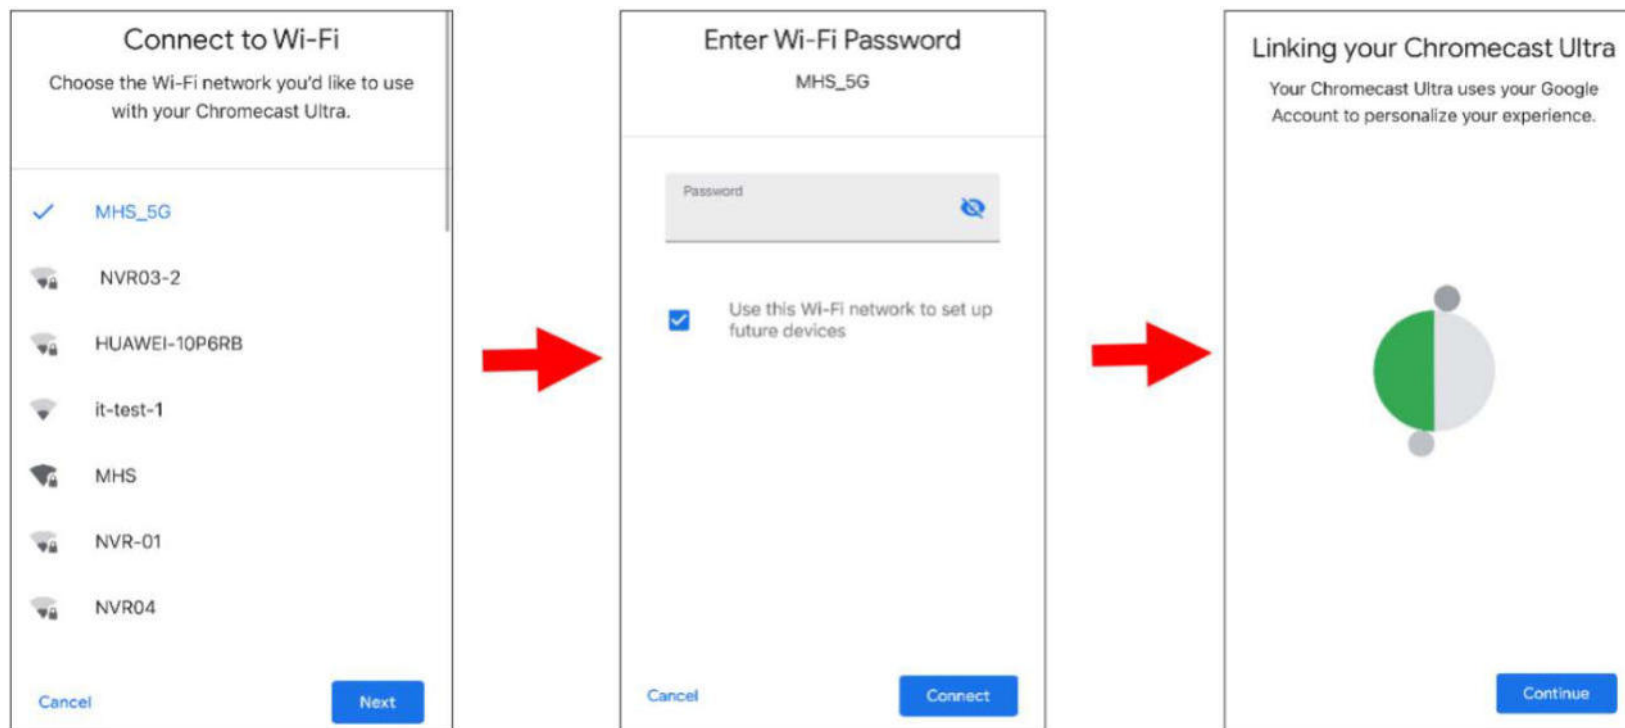 Connect to Wi-Fi
Choose the Wi-Fi network you'd like to use
with your Chromecast Ultra.
MHS_5G
NVR03-2
HUAWEI-10P6RB
it-test-1
MHS
NVR-01
NVR04
Cancel
Next
Enter Wi-Fi Password
MHS_5G
Password
Use this Wi-Fi network to set up
future devices
Cancel
Connect
Linking your Chromecast Ultra
Your Chromecast Ultra uses your Google
Account to personalize your experience.
Continue